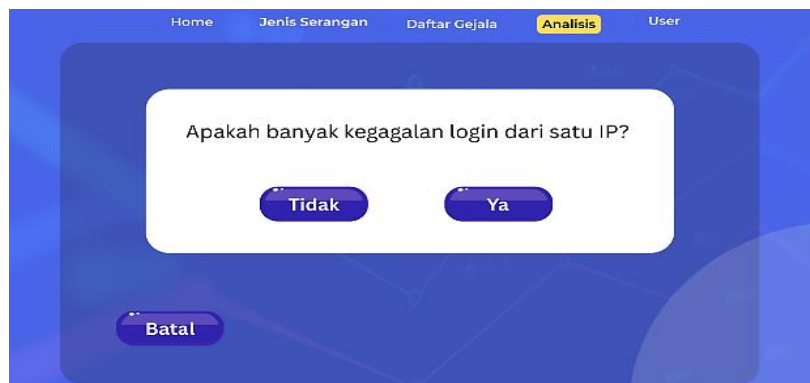 Home Jenis Serangan Daftar Gejala Analisis User
Apakah banyak kegagalan login dari satu IP?
Tidak Ya
Batal